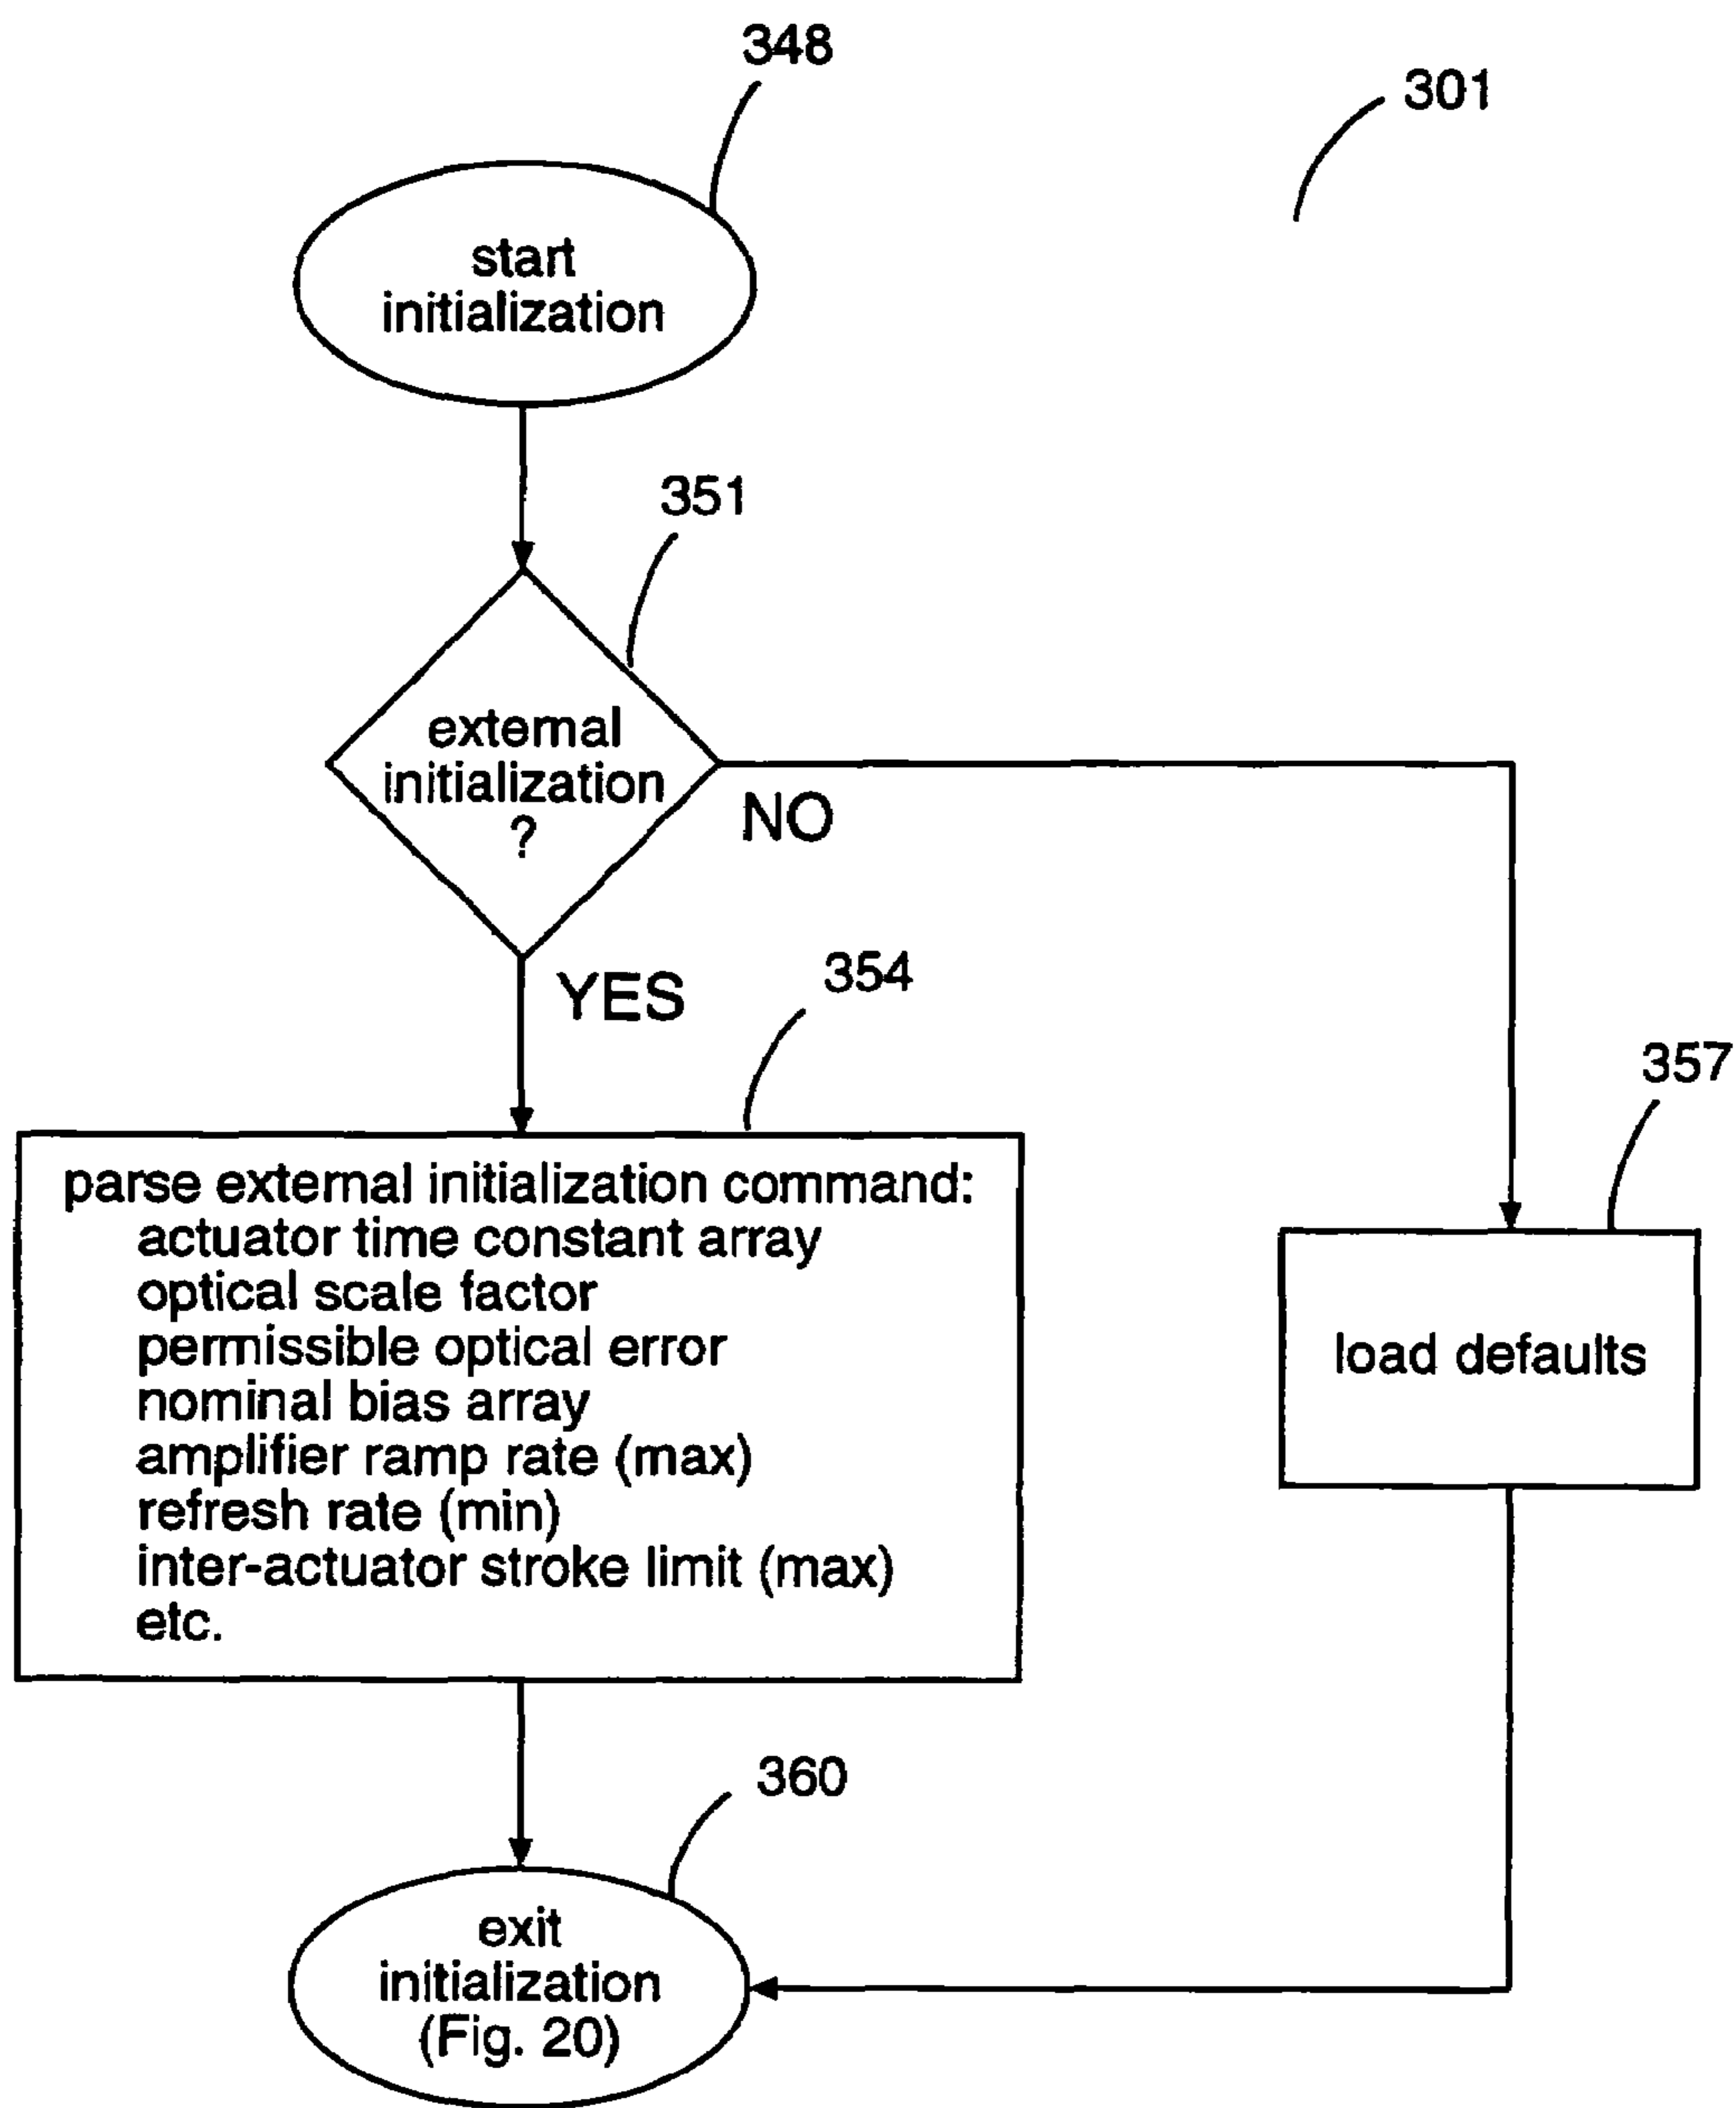 348
301
start
initialization
351
external
initialization
?
NO
YES
354
357
parse external initialization command:
actuator time constant array
optical scale factor
permissible optical error
nominal bias array
amplifier ramp rate (max)
refresh rate (min)
inter-actuator stroke limit (max)
etc.
load defaults
360
exit
initialization
(Fig. 20)